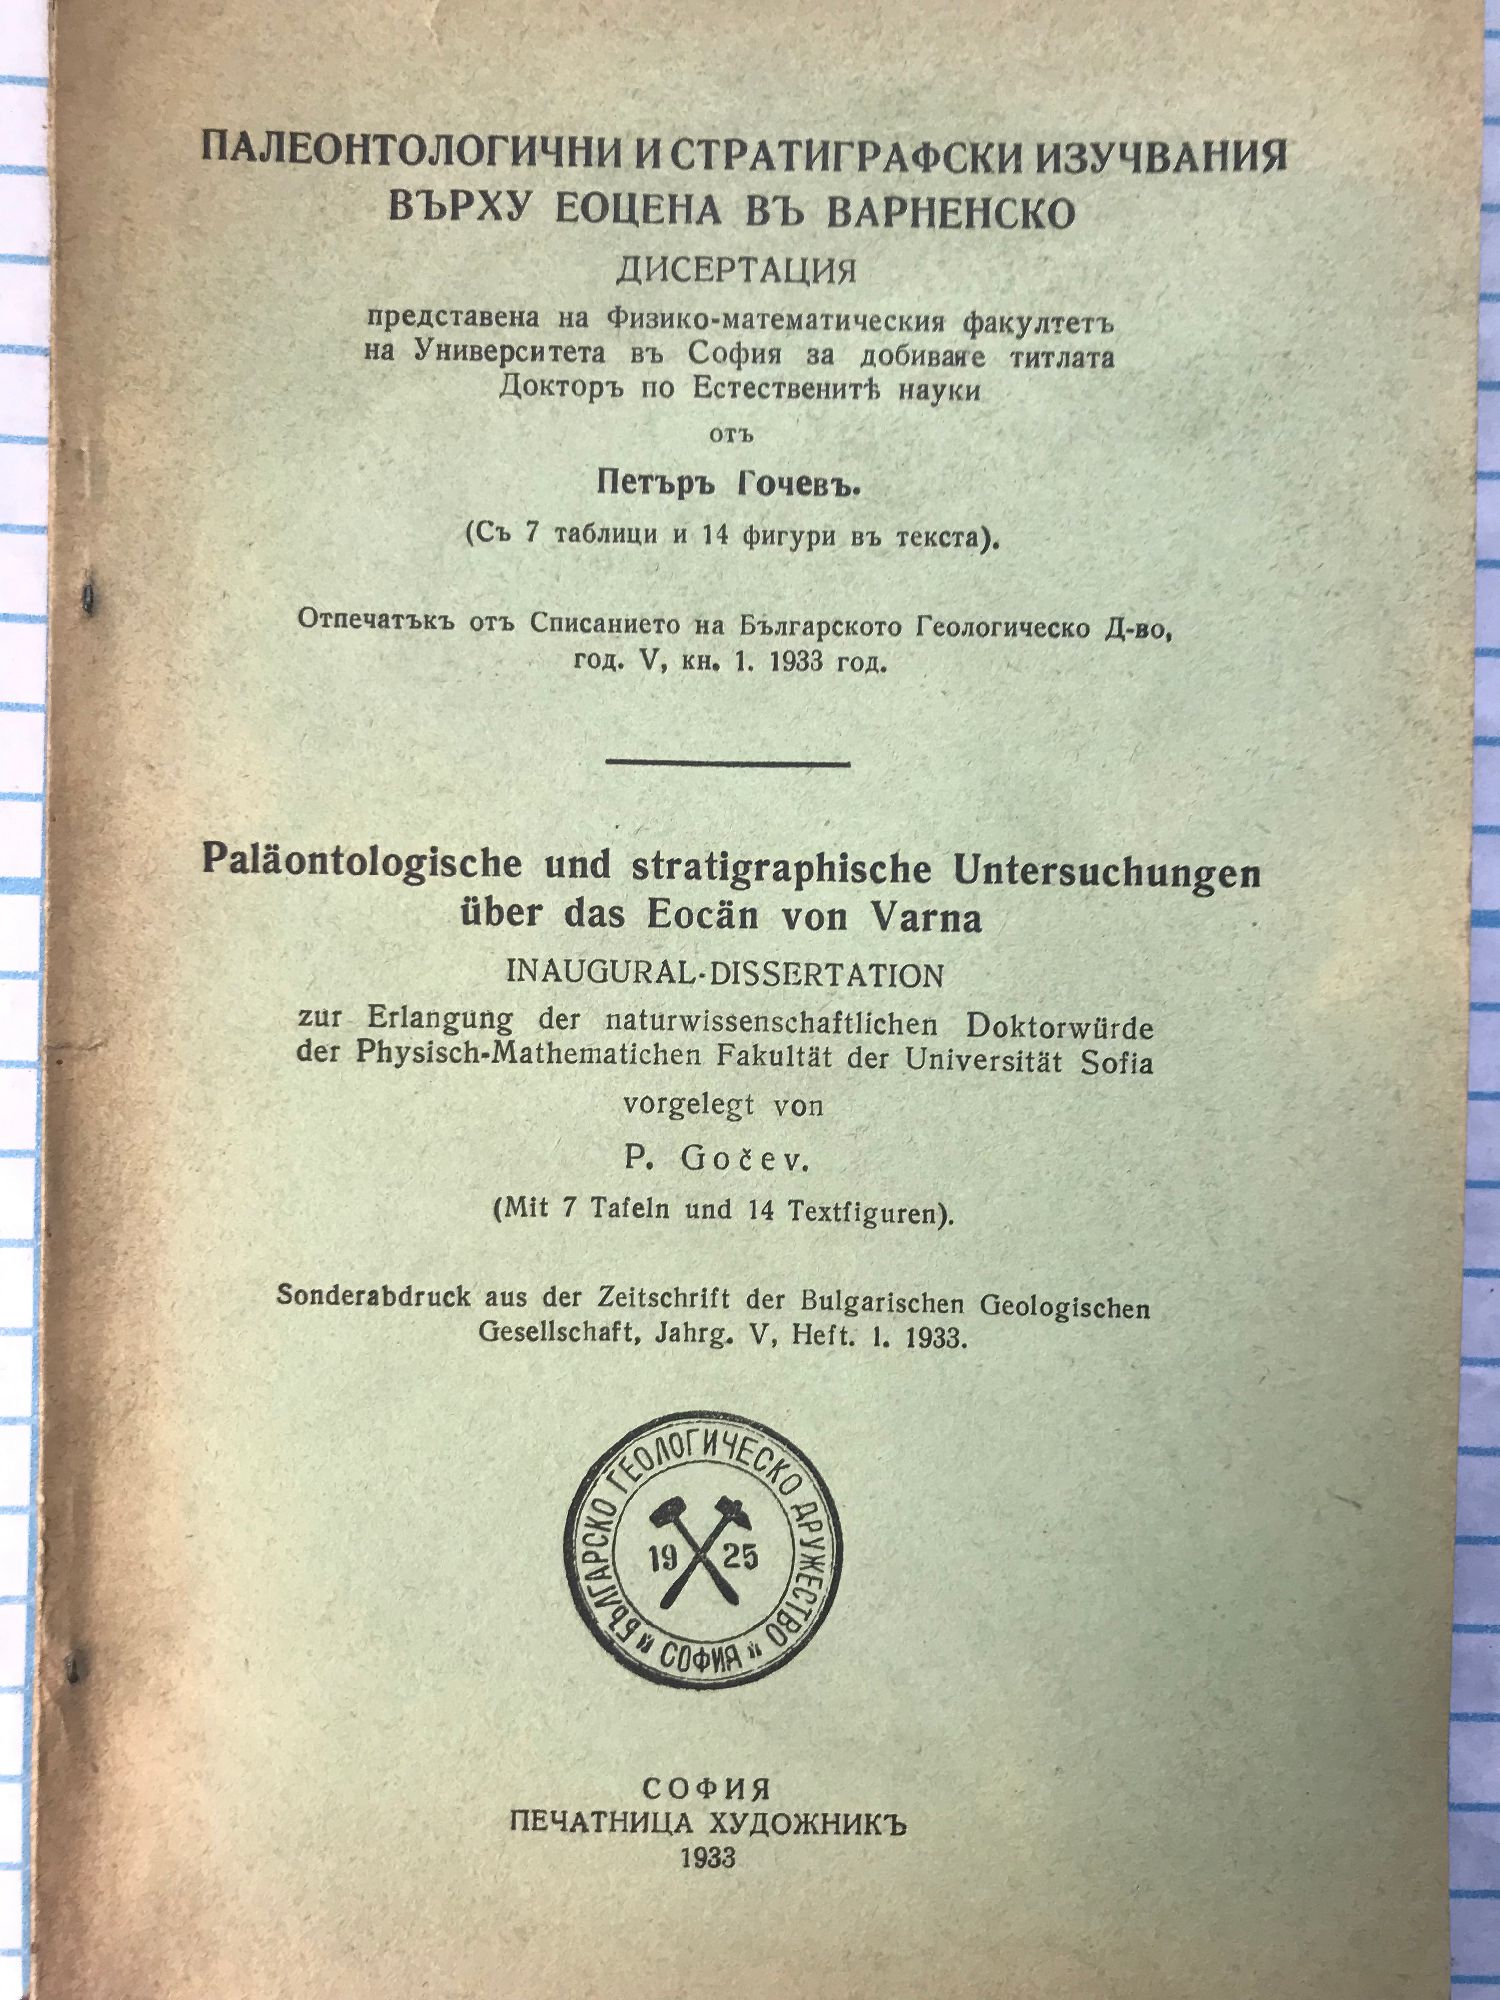 ПАЛЕОНТОЛОГИЧНИ И СТРАТИГРАФСКИ ИЗУЧВАНИЯ
ВЪРХУ ЕОЦЕНА ВЪ ВАРНЕНСКО
ДИСЕРТАЦИЯ
представена на Физико-математическия факултетъ
на Университета въ София за добиване титлата
Докторъ по Естественитѣ науки
отъ
Петъръ Гочевъ.
(Съ 7 таблици и 14 фигури въ текста).
Отпечатъкъ отъ Списанието на Българското Геологическо Д-во,
год. V, кн. 1. 1933 год.
Paläontologische und stratigraphische Untersuchungen
über das Eocän von Varna
INAUGURAL-DISSERTATION
zur Erlangung der naturwissenschaftlichen Doktorwürde
der Physisch-Mathematichen Fakultät der Universität Sofia
vorgelegt von
P. Gočev.
(Mit 7 Tafeln und 14 Textfiguren).
Sonderabdruck aus der Zeitschrift der Bulgarischen Geologischen
Gesellschaft, Jahrg. V, Heft. 1. 1933.
БЪЛГАРСКО ГЕОЛОГИЧЕСКО ДРУЖЕСТВО
19 25
„ СОФИЯ “
СОФИЯ
ПЕЧАТНИЦА ХУДОЖНИКЪ
1933